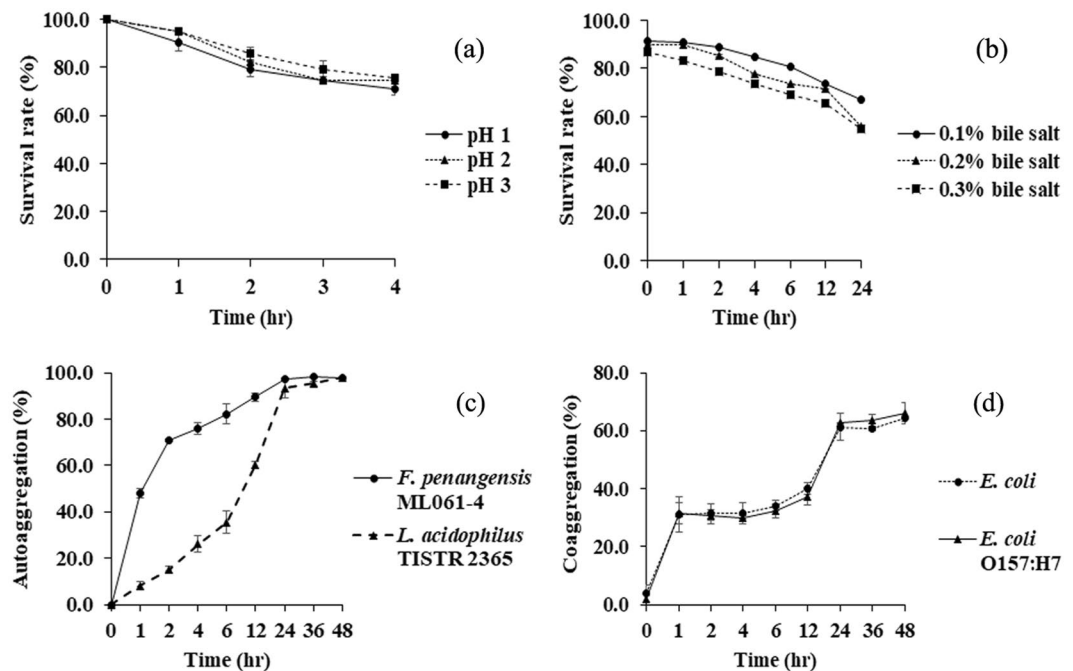 100.0
80.0
60.0
40.0
20.0
0.0
Survival rate (%)
0 1 2 3 4
Time (hr)
(a)
pH 1
pH 2
pH 3
100.0
80.0
60.0
40.0
20.0
0.0
Survival rate (%)
0 1 2 4 6 12 24
Time (hr)
(b)
0.1% bile salt
0.2% bile salt
0.3% bile salt
100.0
80.0
60.0
40.0
20.0
0.0
Autoaggregation (%)
0 1 2 4 6 12 24 36 48
Time (hr)
(c)
F. penangensis
ML061-4
L. acidophilus
TISTR 2365
80.0
60.0
40.0
20.0
0.0
Coaggregation (%)
0 1 2 4 6 12 24 36 48
Time (hr)
(d)
E. coli
E. coli
O157:H7